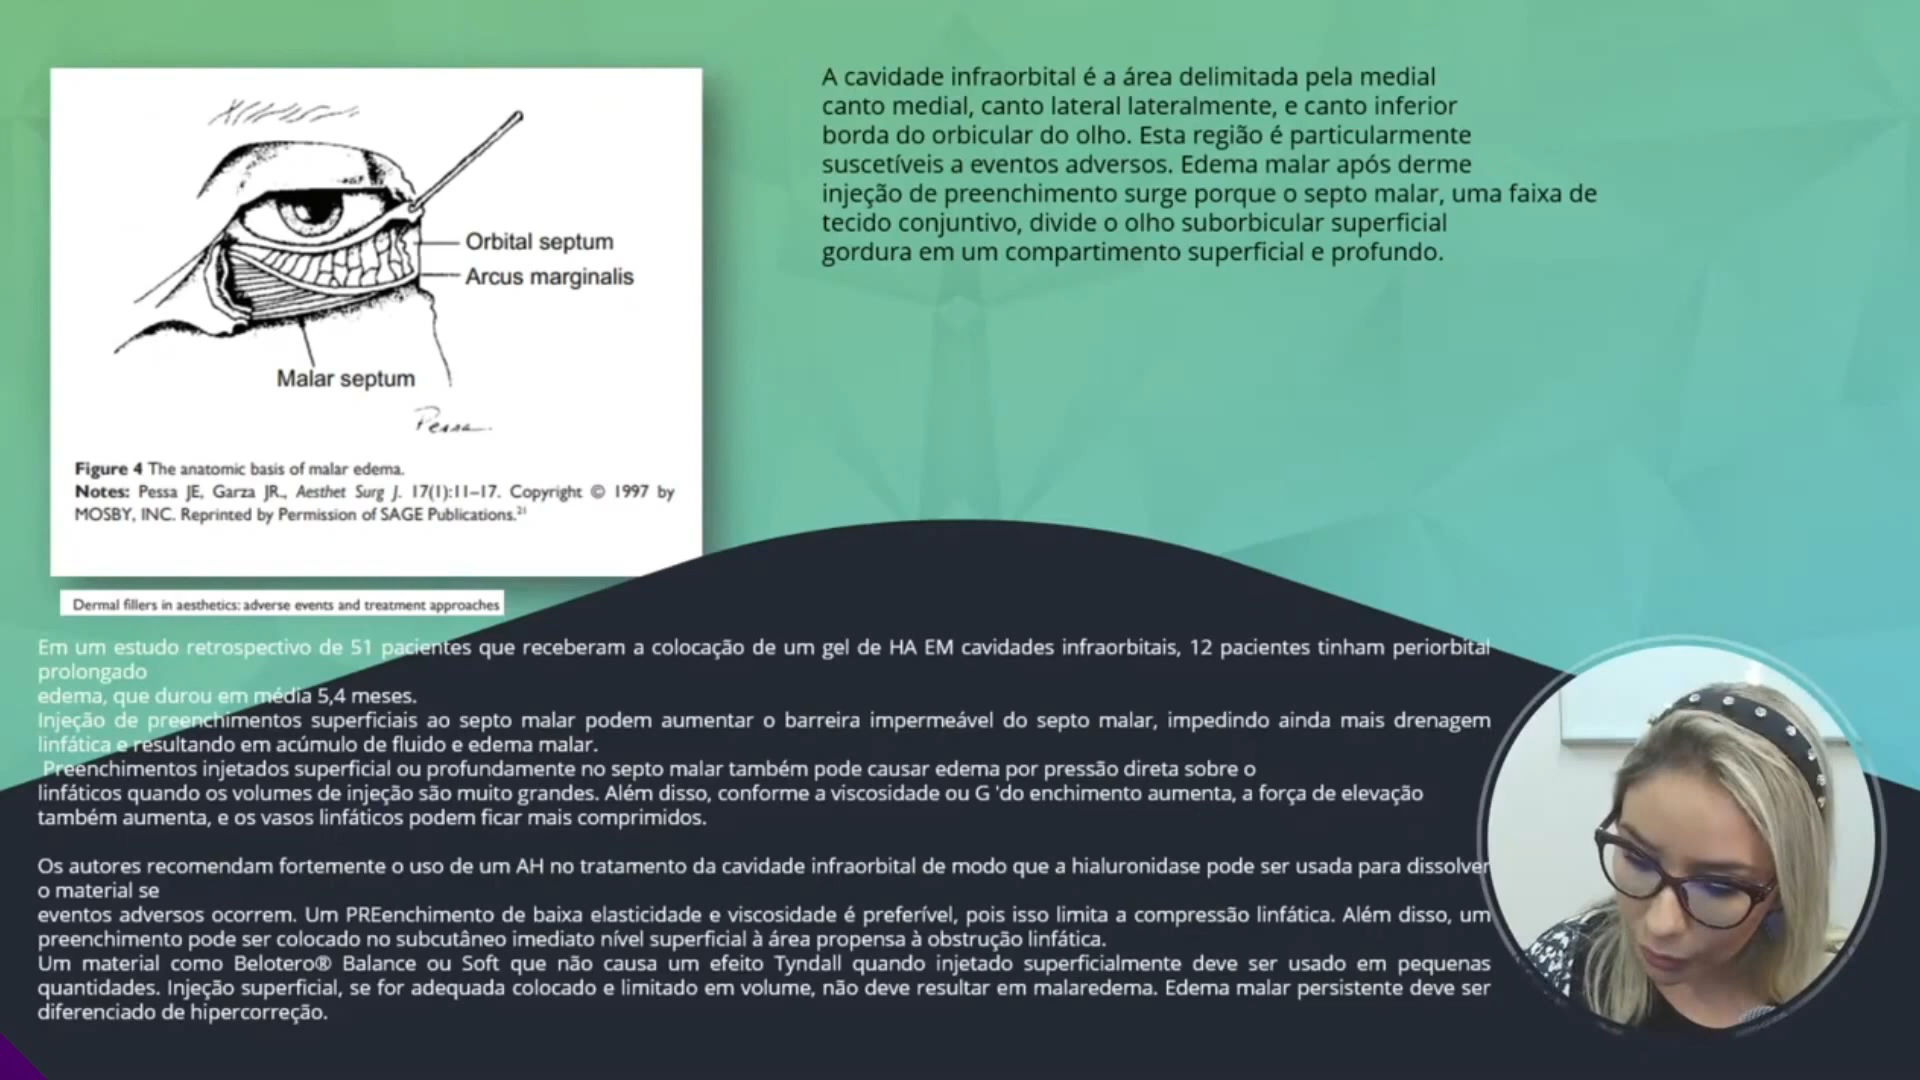 Orbital septum
Arcus marginalis
Malar septum
Pessa
Figure 4 The anatomic basis of malar edema.
Notes: Pessa JE, Garza JR., Aesthet Surg J. 17(1):11–17. Copyright © 1997 by
MOSBY, INC. Reprinted by Permission of SAGE Publications.²¹
Dermal fillers in aesthetics: adverse events and treatment approaches
A cavidade infraorbital é a área delimitada pela medial
canto medial, canto lateral lateralmente, e canto inferior
borda do orbicular do olho. Esta região é particularmente
suscetíveis a eventos adversos. Edema malar após derme
injeção de preenchimento surge porque o septo malar, uma faixa de
tecido conjuntivo, divide o olho suborbicular superficial
gordura em um compartimento superficial e profundo.
Em um estudo retrospectivo de 51 pacientes que receberam a colocação de um gel de HA EM cavidades infraorbitais, 12 pacientes tinham periorbital
prolongado
edema, que durou em média 5,4 meses.
Injeção de preenchimentos superficiais ao septo malar podem aumentar o barreira impermeável do septo malar, impedindo ainda mais drenagem
linfática e resultando em acúmulo de fluido e edema malar.
Preenchimentos injetados superficial ou profundamente no septo malar também pode causar edema por pressão direta sobre o
linfáticos quando os volumes de injeção são muito grandes. Além disso, conforme a viscosidade ou G 'do enchimento aumenta, a força de elevação
também aumenta, e os vasos linfáticos podem ficar mais comprimidos.
Os autores recomendam fortemente o uso de um AH no tratamento da cavidade infraorbital de modo que a hialuronidase pode ser usada para dissolver
o material se
eventos adversos ocorrem. Um PREenchimento de baixa elasticidade e viscosidade é preferível, pois isso limita a compressão linfática. Além disso, um
preenchimento pode ser colocado no subcutâneo imediato nível superficial à área propensa à obstrução linfática.
Um material como Belotero® Balance ou Soft que não causa um efeito Tyndall quando injetado superficialmente deve ser usado em pequenas
quantidades. Injeção superficial, se for adequada colocado e limitado em volume, não deve resultar em malaredema. Edema malar persistente deve ser
diferenciado de hipercorreção.